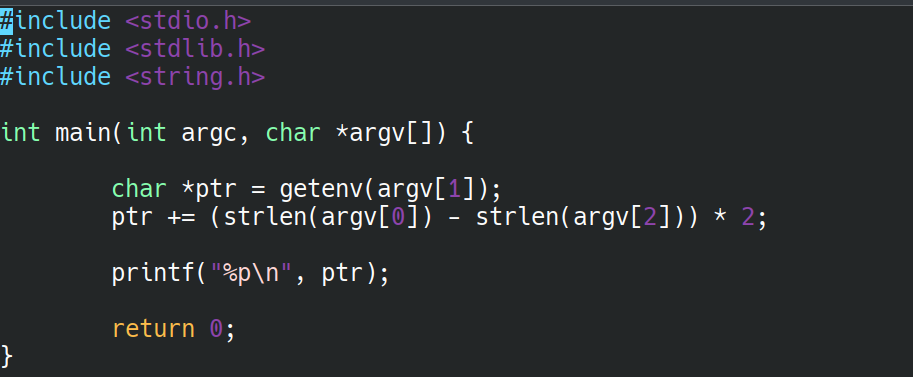 #include <stdio.h>
#include <stdlib.h>
#include <string.h>
int main(int argc, char *argv[]) {
char *ptr = getenv(argv[1]);
ptr += (strlen(argv[0]) - strlen(argv[2])) * 2;
printf("%p\n", ptr);
return 0;
}